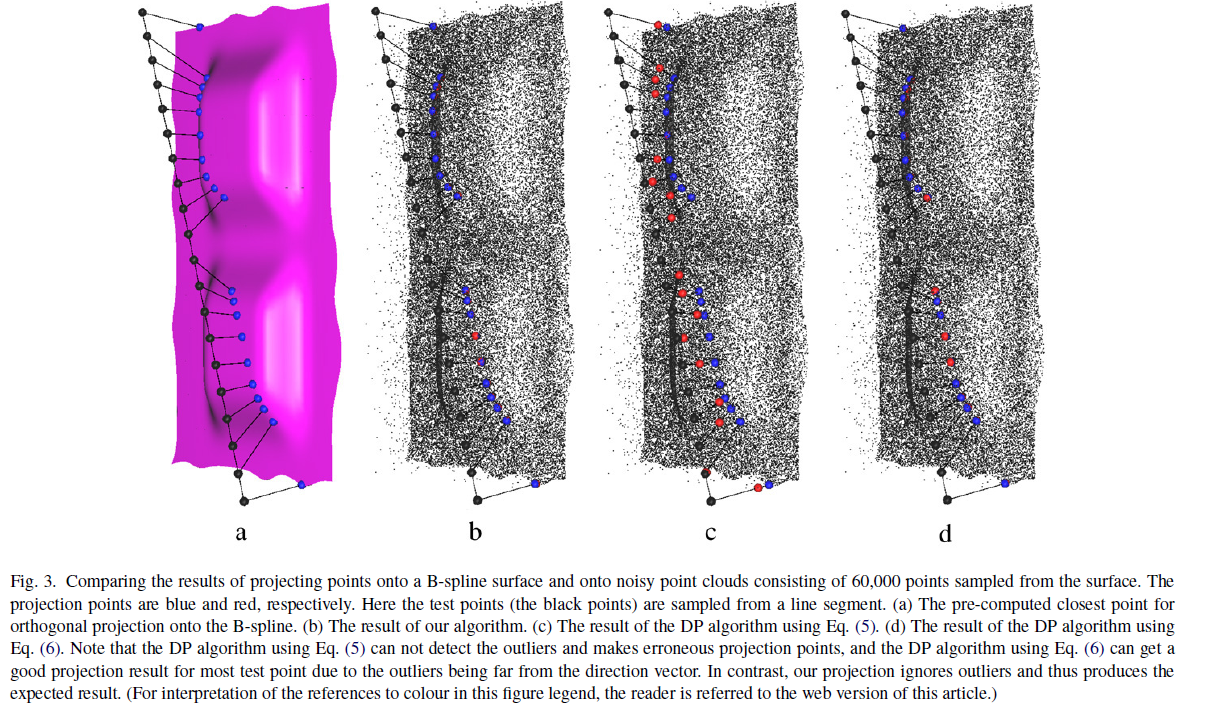 a
b
c
d
Fig. 3. Comparing the results of projecting points onto a B-spline surface and onto noisy point clouds consisting of 60,000 points sampled from the surface. The
projection points are blue and red, respectively. Here the test points (the black points) are sampled from a line segment. (a) The pre-computed closest point for
orthogonal projection onto the B-spline. (b) The result of our algorithm. (c) The result of the DP algorithm using Eq. (5). (d) The result of the DP algorithm using
Eq. (6). Note that the DP algorithm using Eq. (5) can not detect the outliers and makes erroneous projection points, and the DP algorithm using Eq. (6) can get a
good projection result for most test point due to the outliers being far from the direction vector. In contrast, our projection ignores outliers and thus produces the
expected result. (For interpretation of the references to colour in this figure legend, the reader is referred to the web version of this article.)